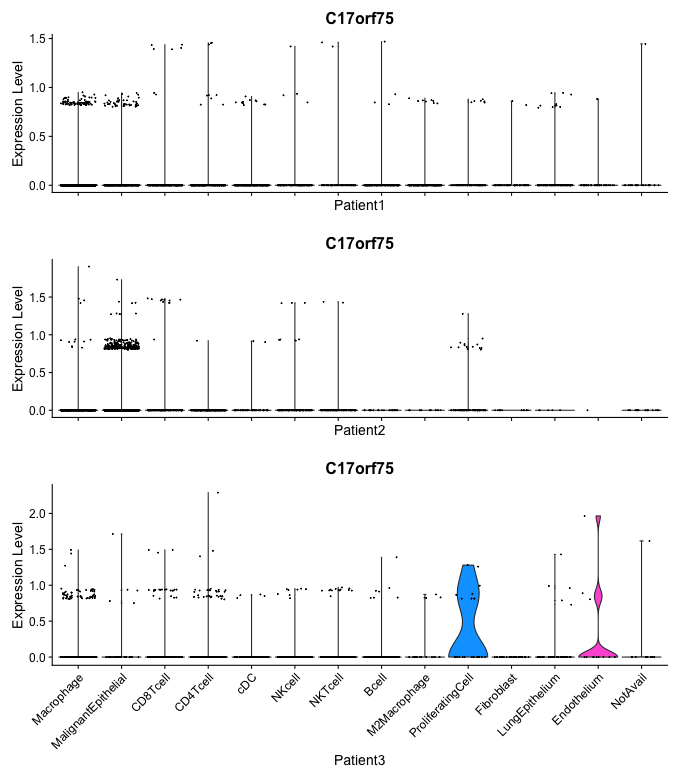 C17orf75
Expression Level
1.5
1.0
0.5
0.0
Patient1
C17orf75
Expression Level
1.5
1.0
0.5
0.0
Patient2
C17orf75
Expression Level
2.0
1.5
1.0
0.5
0.0
Macrophage
MalignantEpithelial
CD8Tcell
CD4Tcell
cDC
NKcell
NKTcell
Bcell
M2Macrophage
ProliferatingCell
Fibroblast
LungEpithelium
Endothelium
NotAvail
Patient3